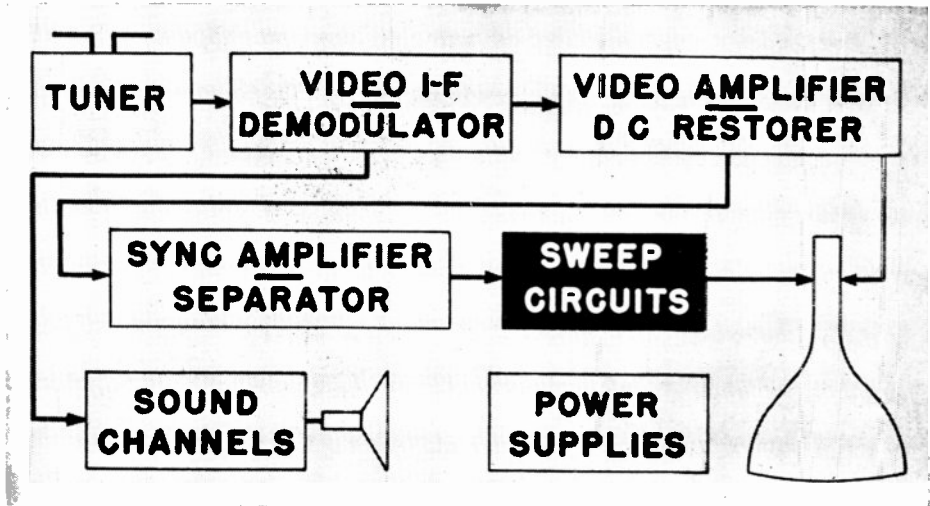 TUNER
VIDEO I-F
DEMODULATOR
VIDEO AMPLIFIER
D C RESTORER
SYNC AMPLIFIER
SEPARATOR
SWEEP
CIRCUITS
SOUND
CHANNELS
POWER
SUPPLIES